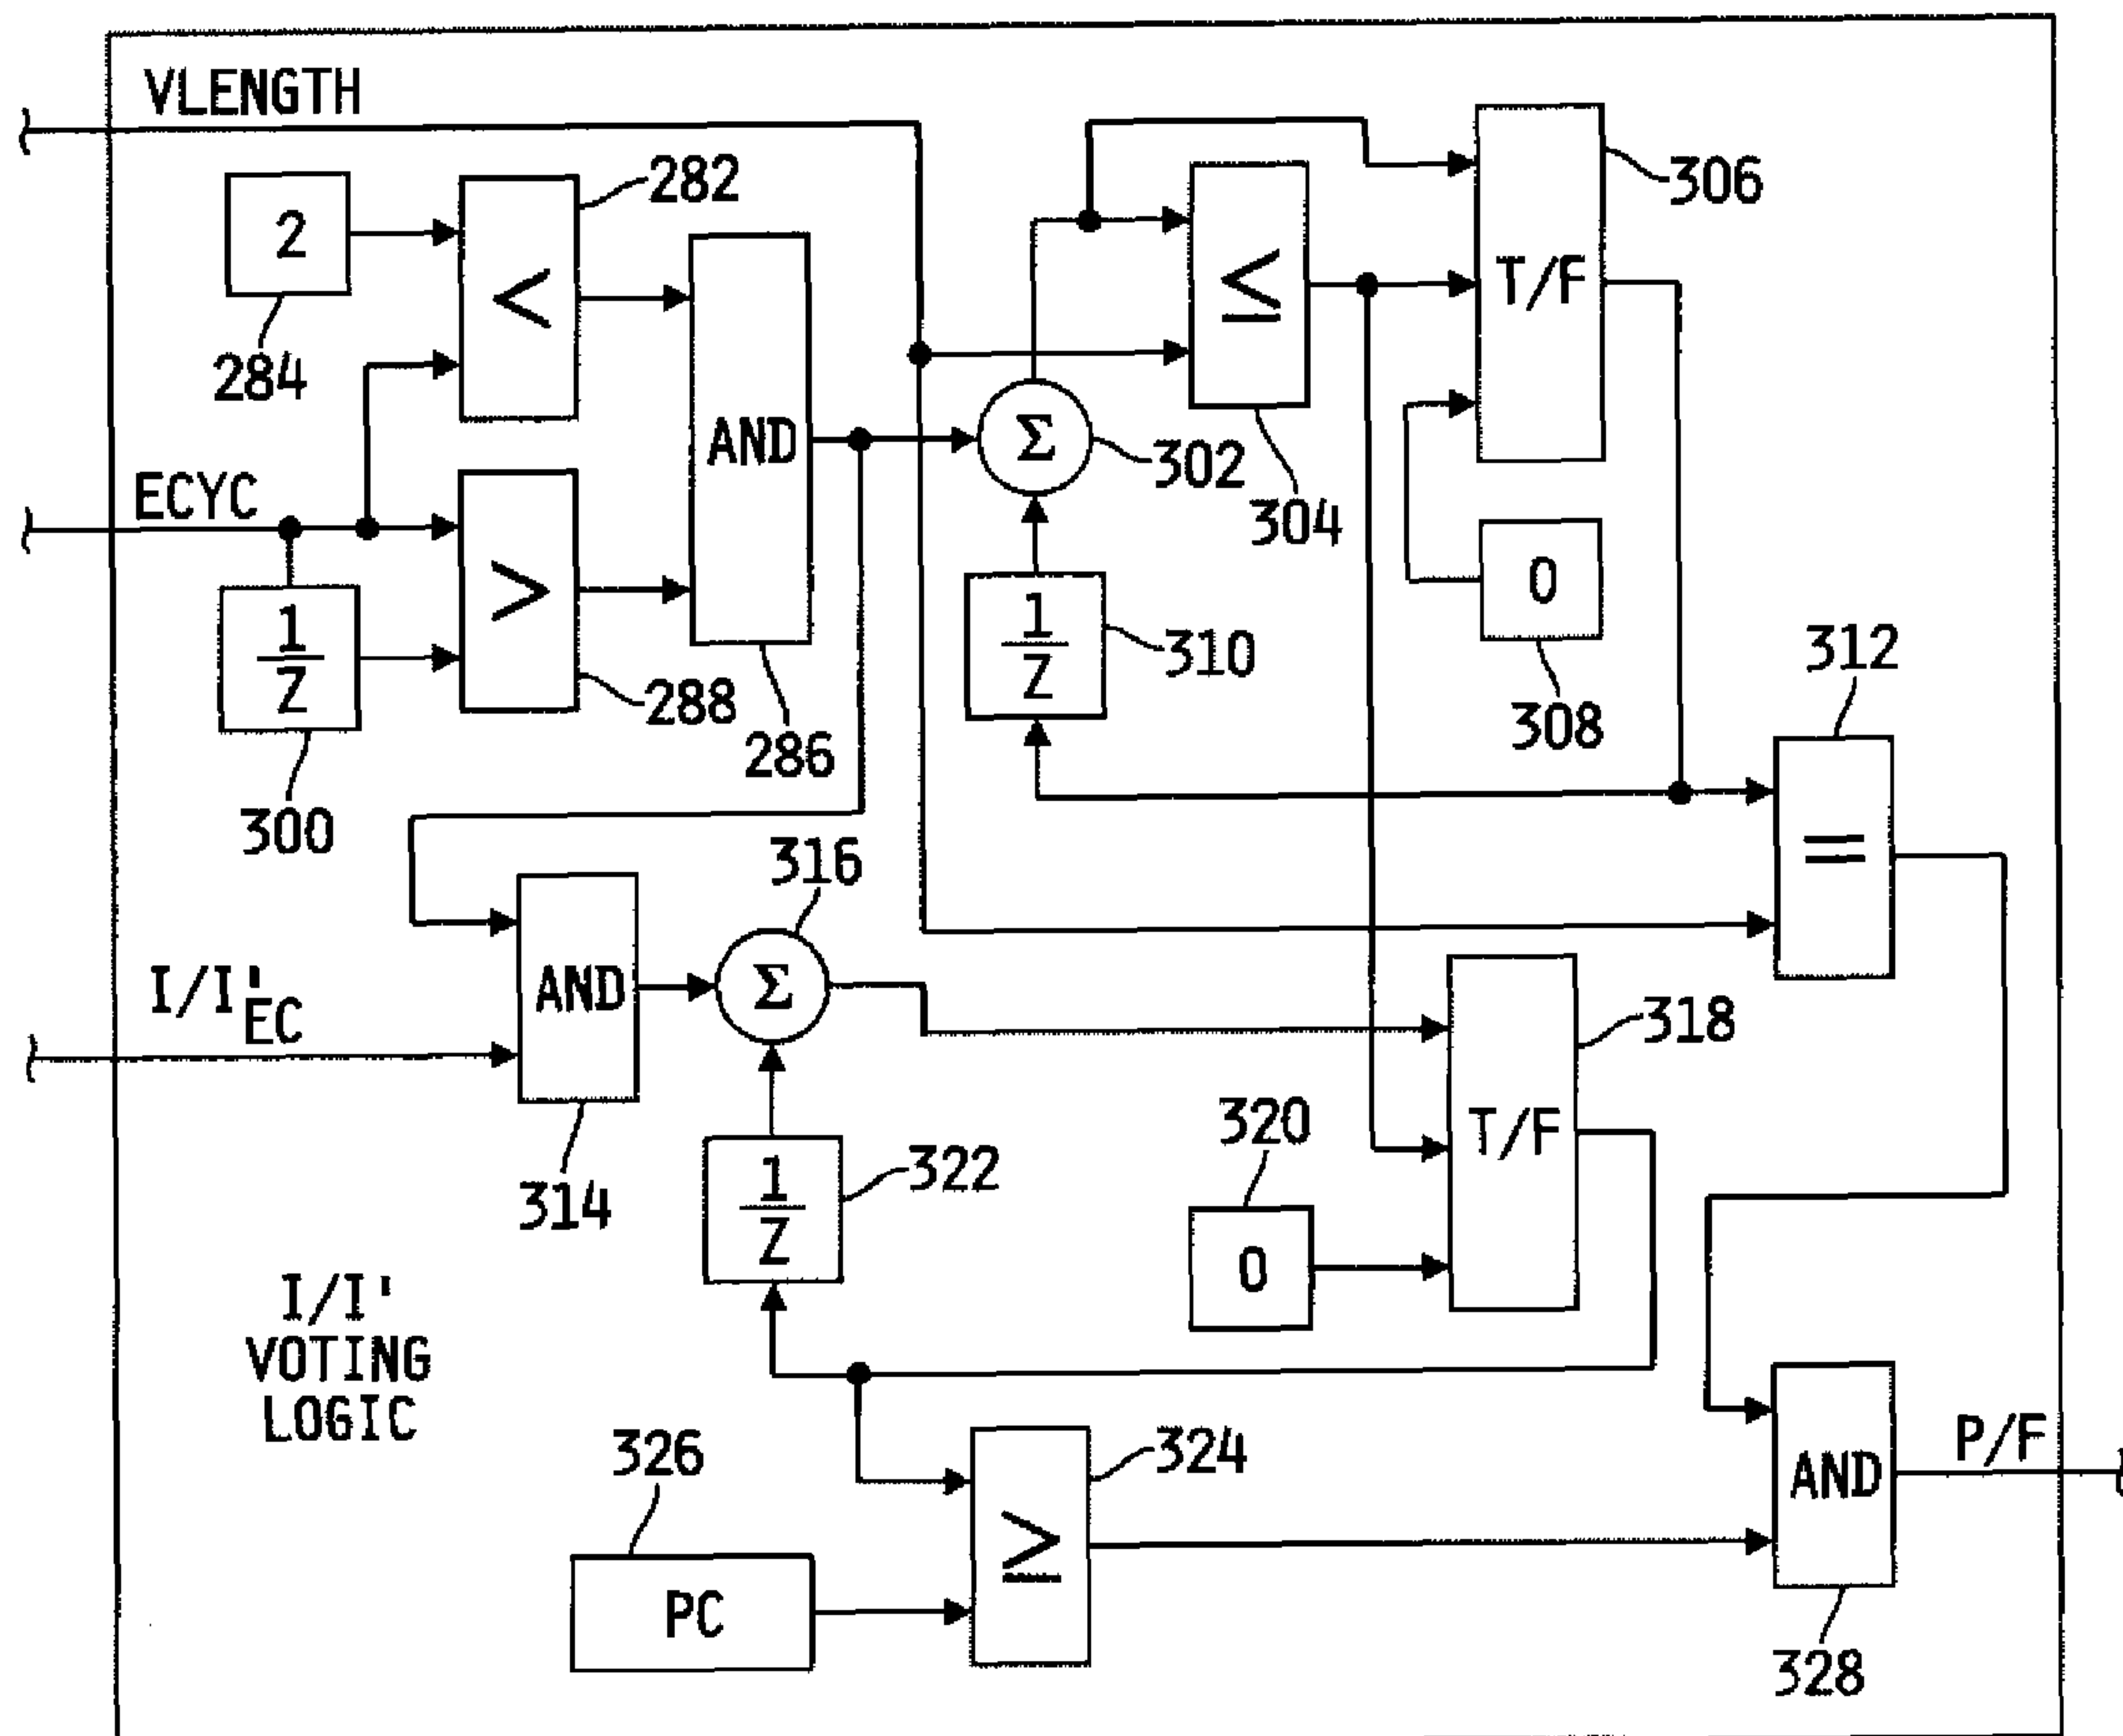 VLENGTH
2
<
282
284
ECYC
1
Z
300
>
288
AND
286
Σ
302
1
Z
310
≤
304
T/F
306
0
308
=
312
I/I'EC
AND
314
Σ
316
1
Z
322
T/F
318
0
320
I/I'
VOTING
LOGIC
PC
326
≥
324
AND
328
P/F